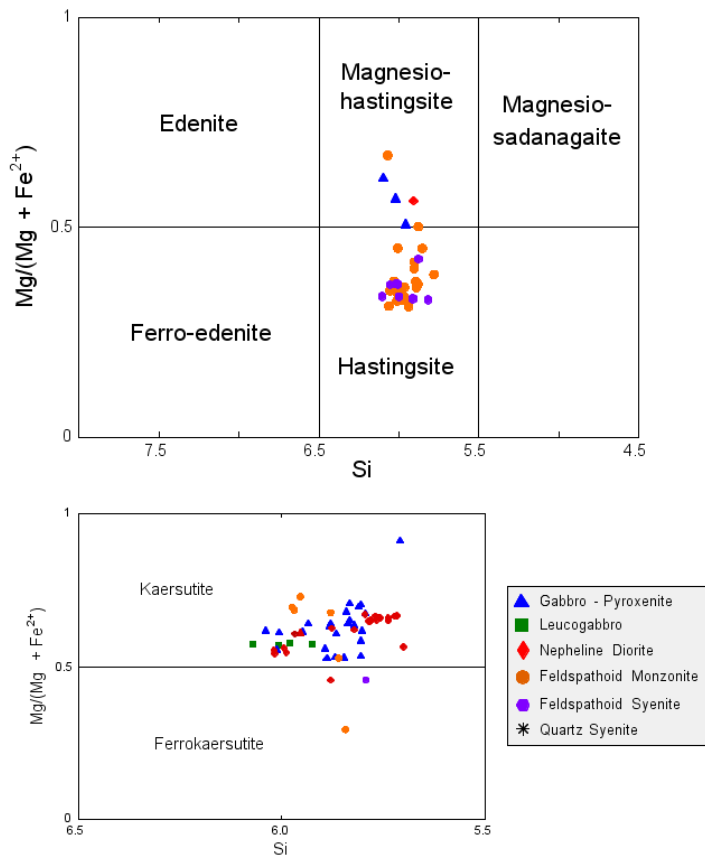 1
Magnesio-
hastingsite
Edenite
Magnesio-
sadanagaite
Mg/(Mg + Fe2+)
0.5
Ferro-edenite
Hastingsite
0
7.5
6.5
5.5
4.5
Si
1
Kaersutite
Mg/(Mg + Fe2+)
0.5
Ferrokaersutite
0
6.5
6.0
5.5
Si
Gabbro - Pyroxenite
Leucogabbro
Nepheline Diorite
Feldspathoid Monzonite
Feldspathoid Syenite
Quartz Syenite